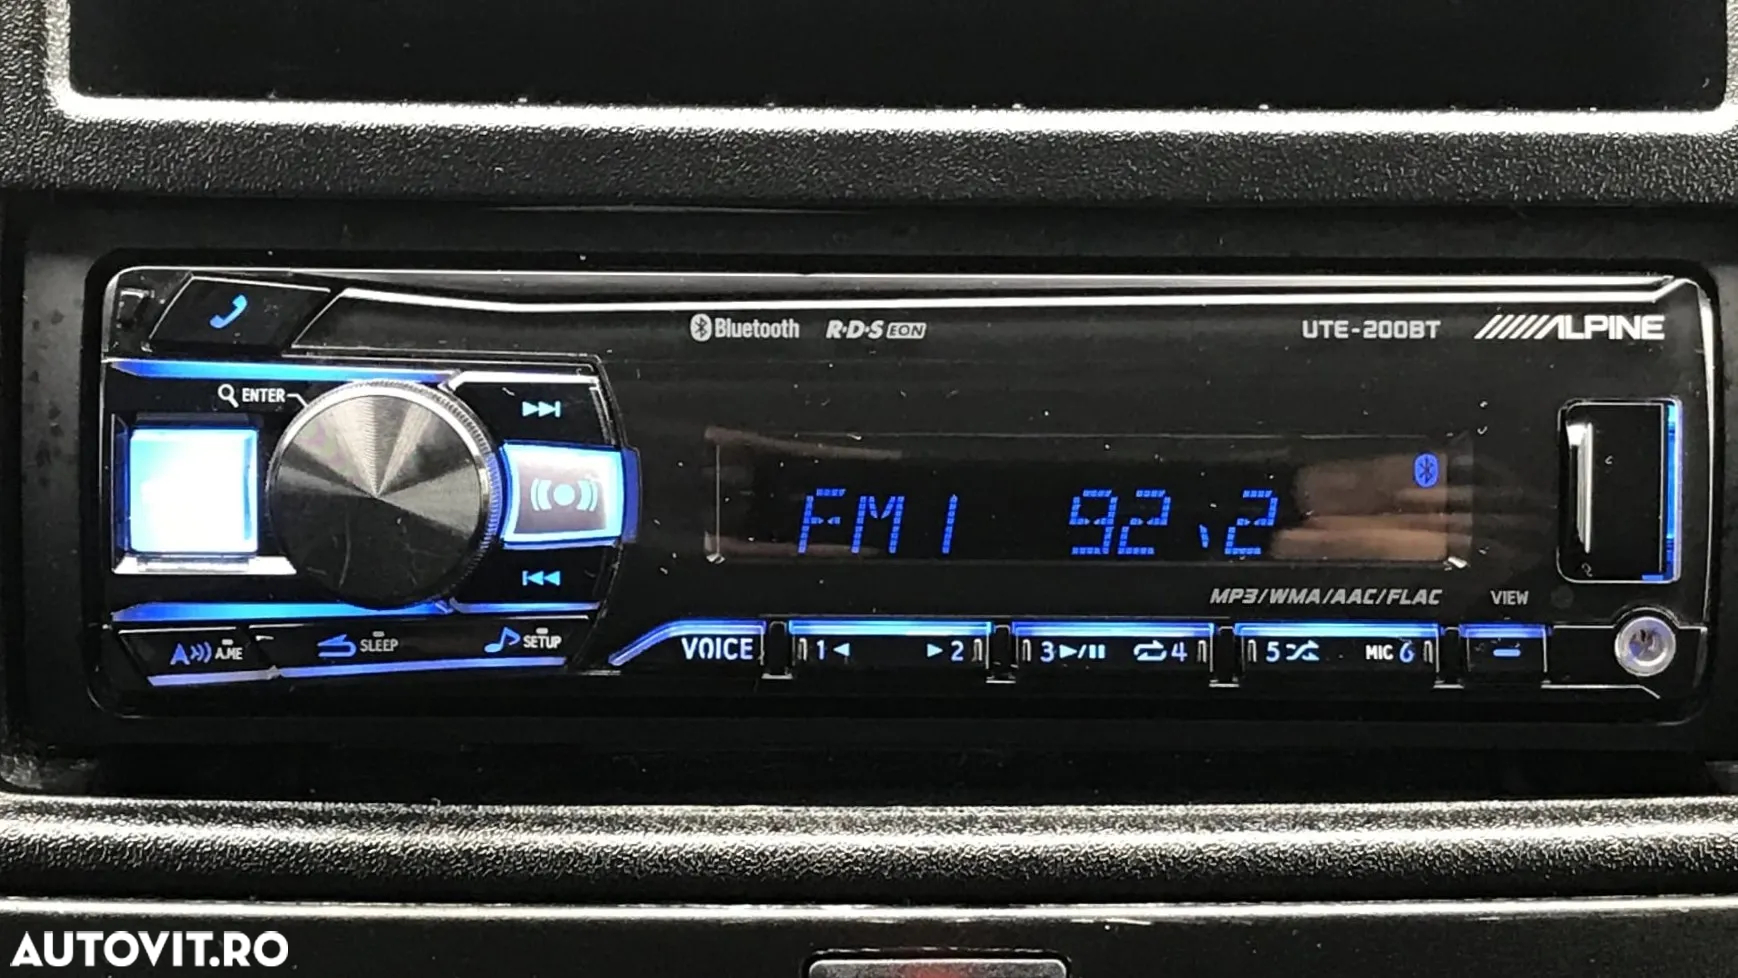 Bluetooth R·D·S EON UTE-200BT ALPINE
ENTER
FM1 92.2
MP3/WMA/AAC/FLAC VIEW
A.ME SLEEP SETUP VOICE 1 2 3 4 5 MIC 6
AUTOVIT.RO